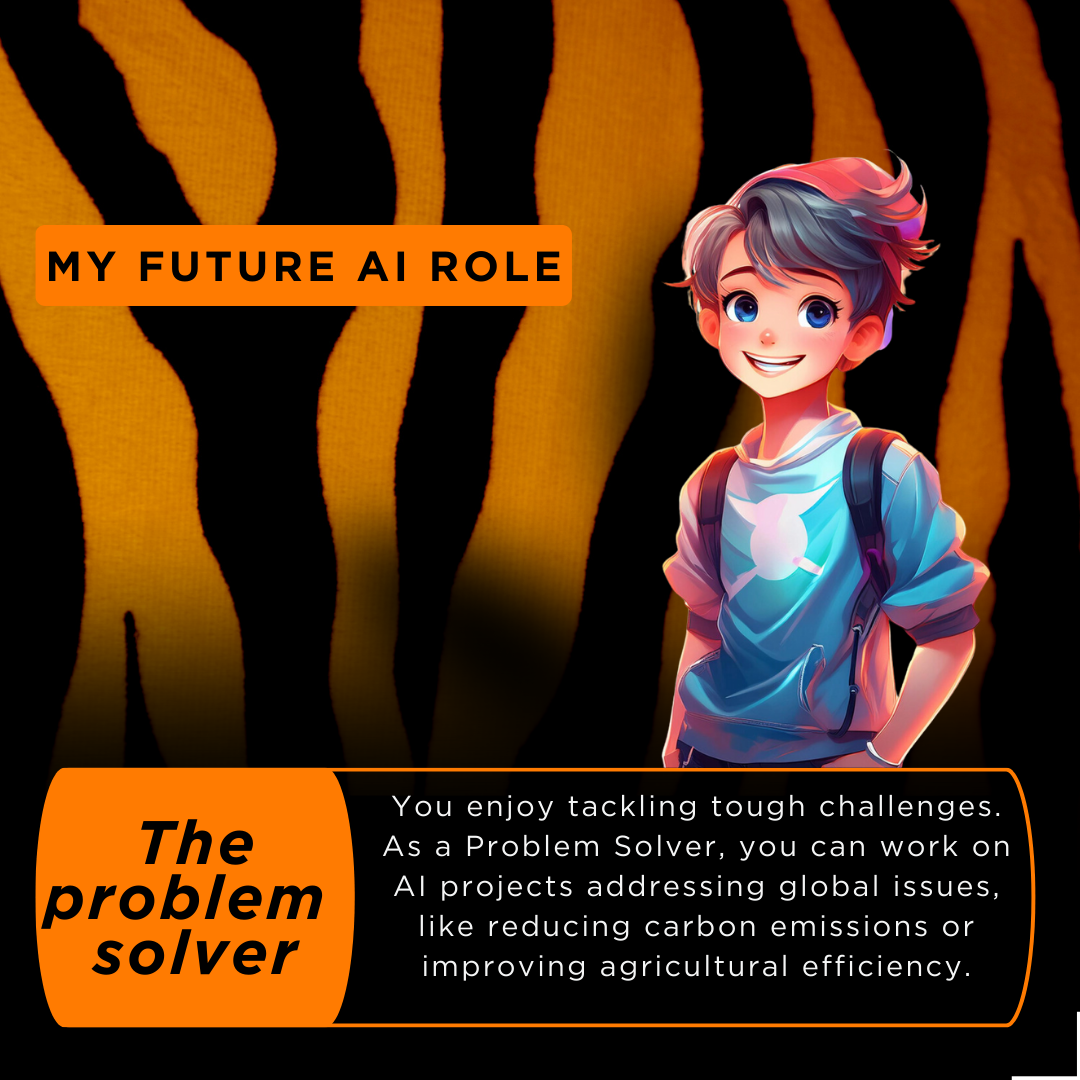 MY FUTURE AI ROLE
The
problem
solver
You enjoy tackling tough challenges.
As a Problem Solver, you can work on
AI projects addressing global issues,
like reducing carbon emissions or
improving agricultural efficiency.